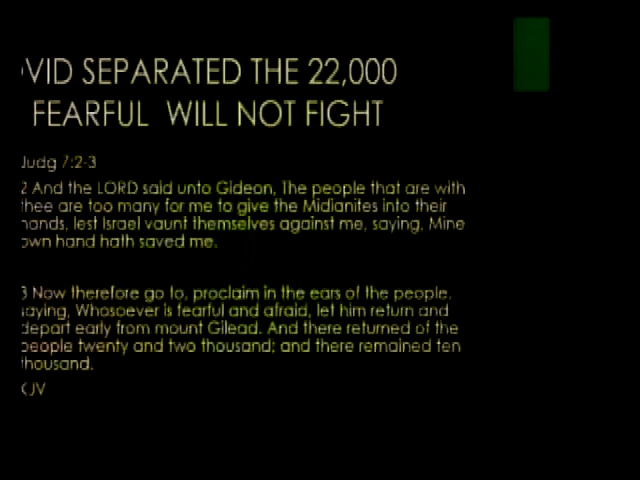 VID SEPARATED THE 22,000
FEARFUL WILL NOT FIGHT
Judg 7:2-3
2 And the LORD said unto Gideon, The people that are with
thee are too many for me to give the Midianites into their
hands, lest Israel vaunt themselves against me, saying, Mine
own hand hath saved me.
3 Now therefore go to, proclaim in the ears of the people,
saying, Whosoever is fearful and afraid, let him return and
depart early from mount Gilead. And there returned of the
people twenty and two thousand; and there remained ten
thousand.
KJV